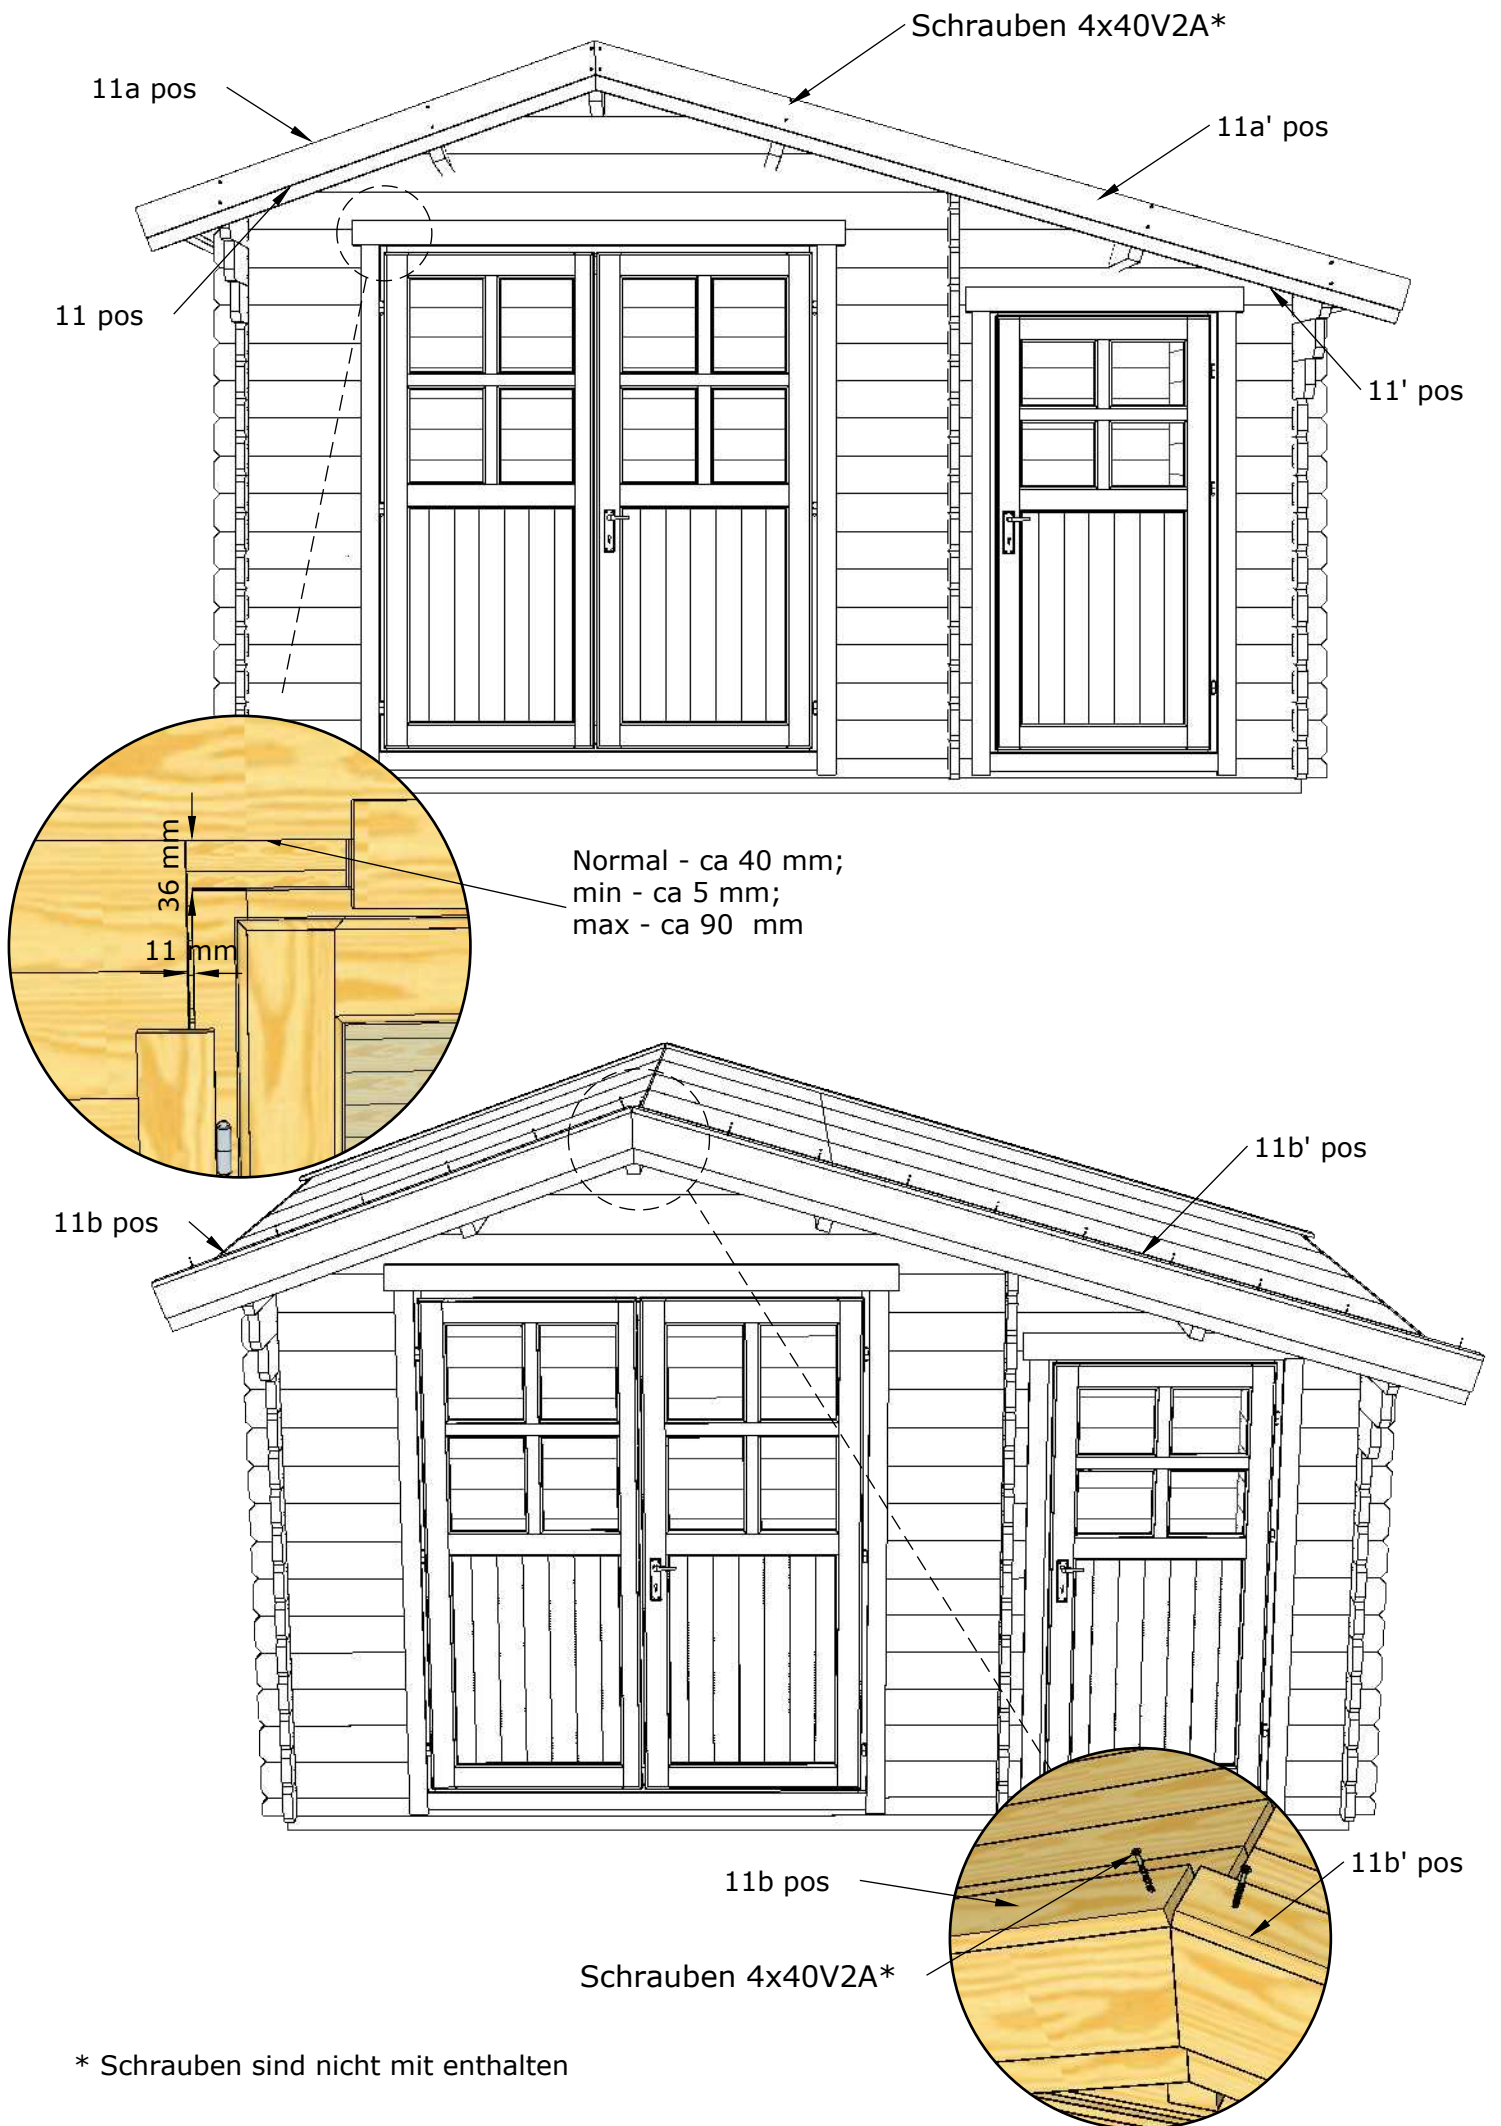 Schrauben 4x40V2A*
11a pos
11a' pos
11 pos
11' pos
36 mm
11 mm
Normal - ca 40 mm;
min - ca 5 mm;
max - ca 90 mm
11b' pos
11b pos
11b pos
11b' pos
Schrauben 4x40V2A*
* Schrauben sind nicht mit enthalten